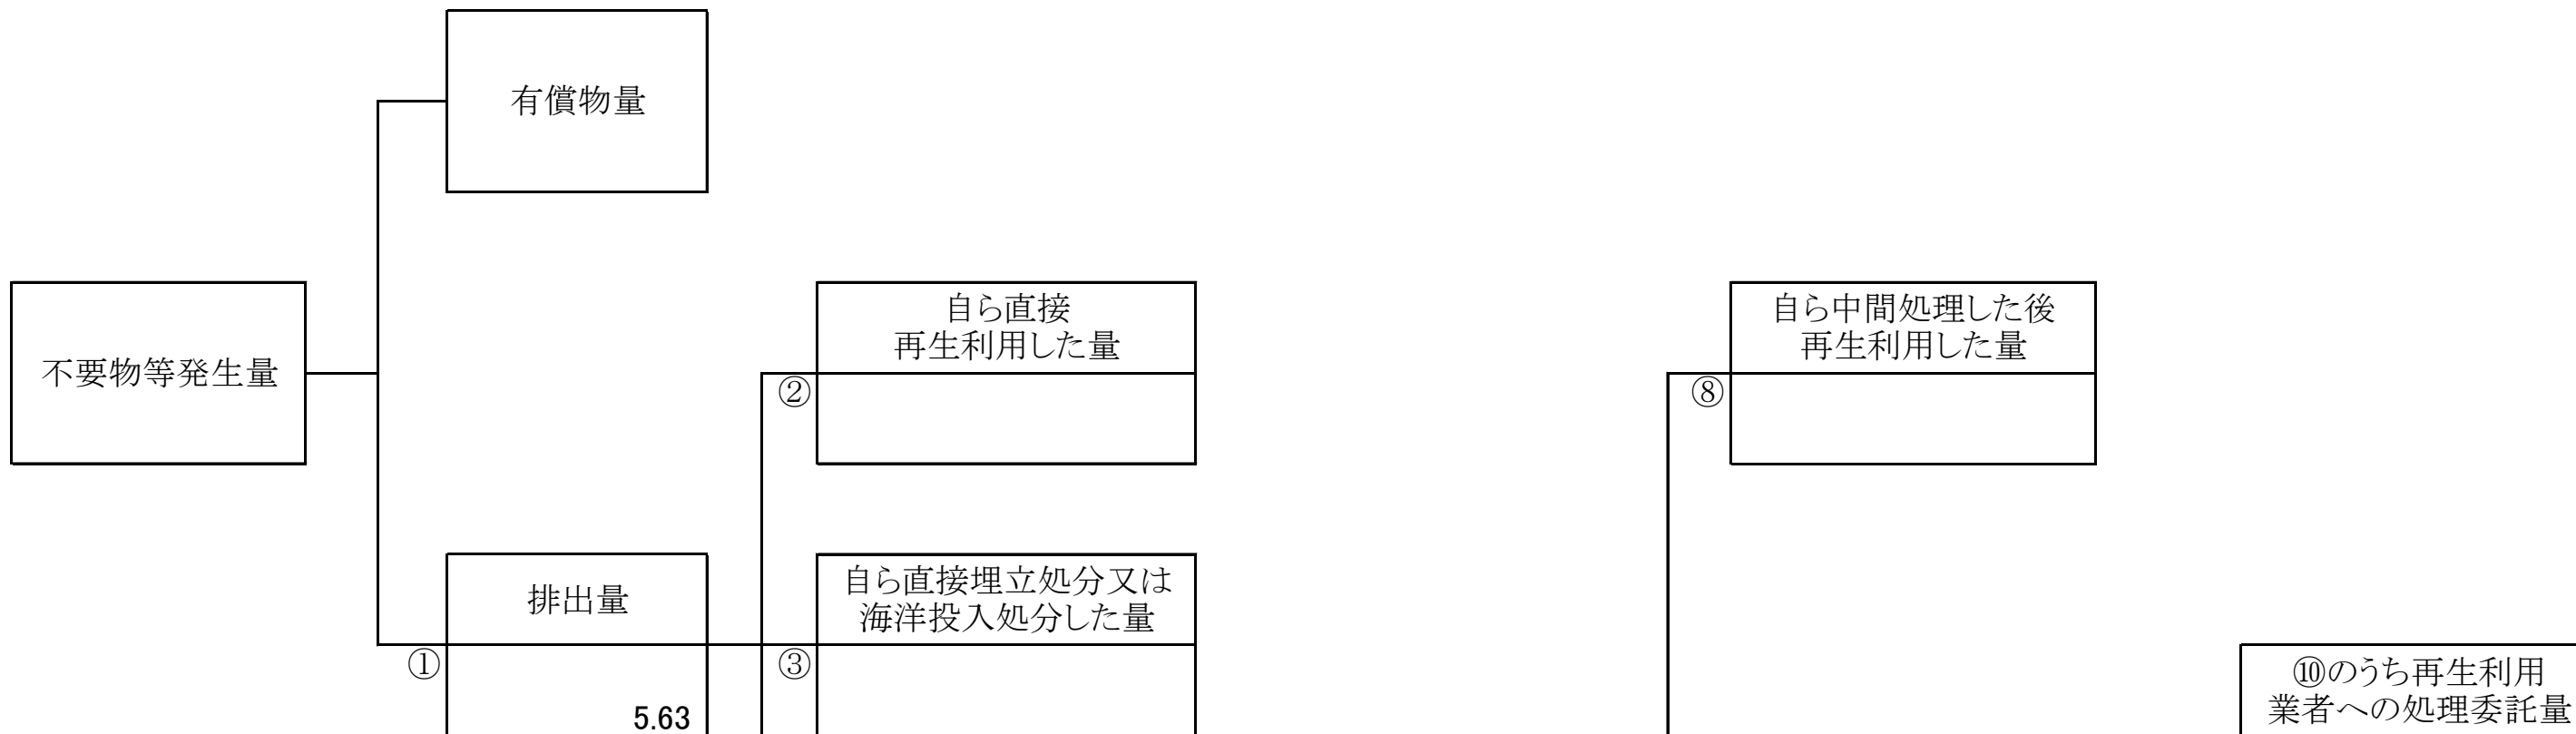 有償物量
不要物等発生量
自ら直接
再生利用した量
②
自ら中間処理した後
再生利用した量
⑧
排出量
①
5.63
自ら直接埋立処分又は
海洋投入処分した量
③
⑩のうち再生利用
業者への処理委託量